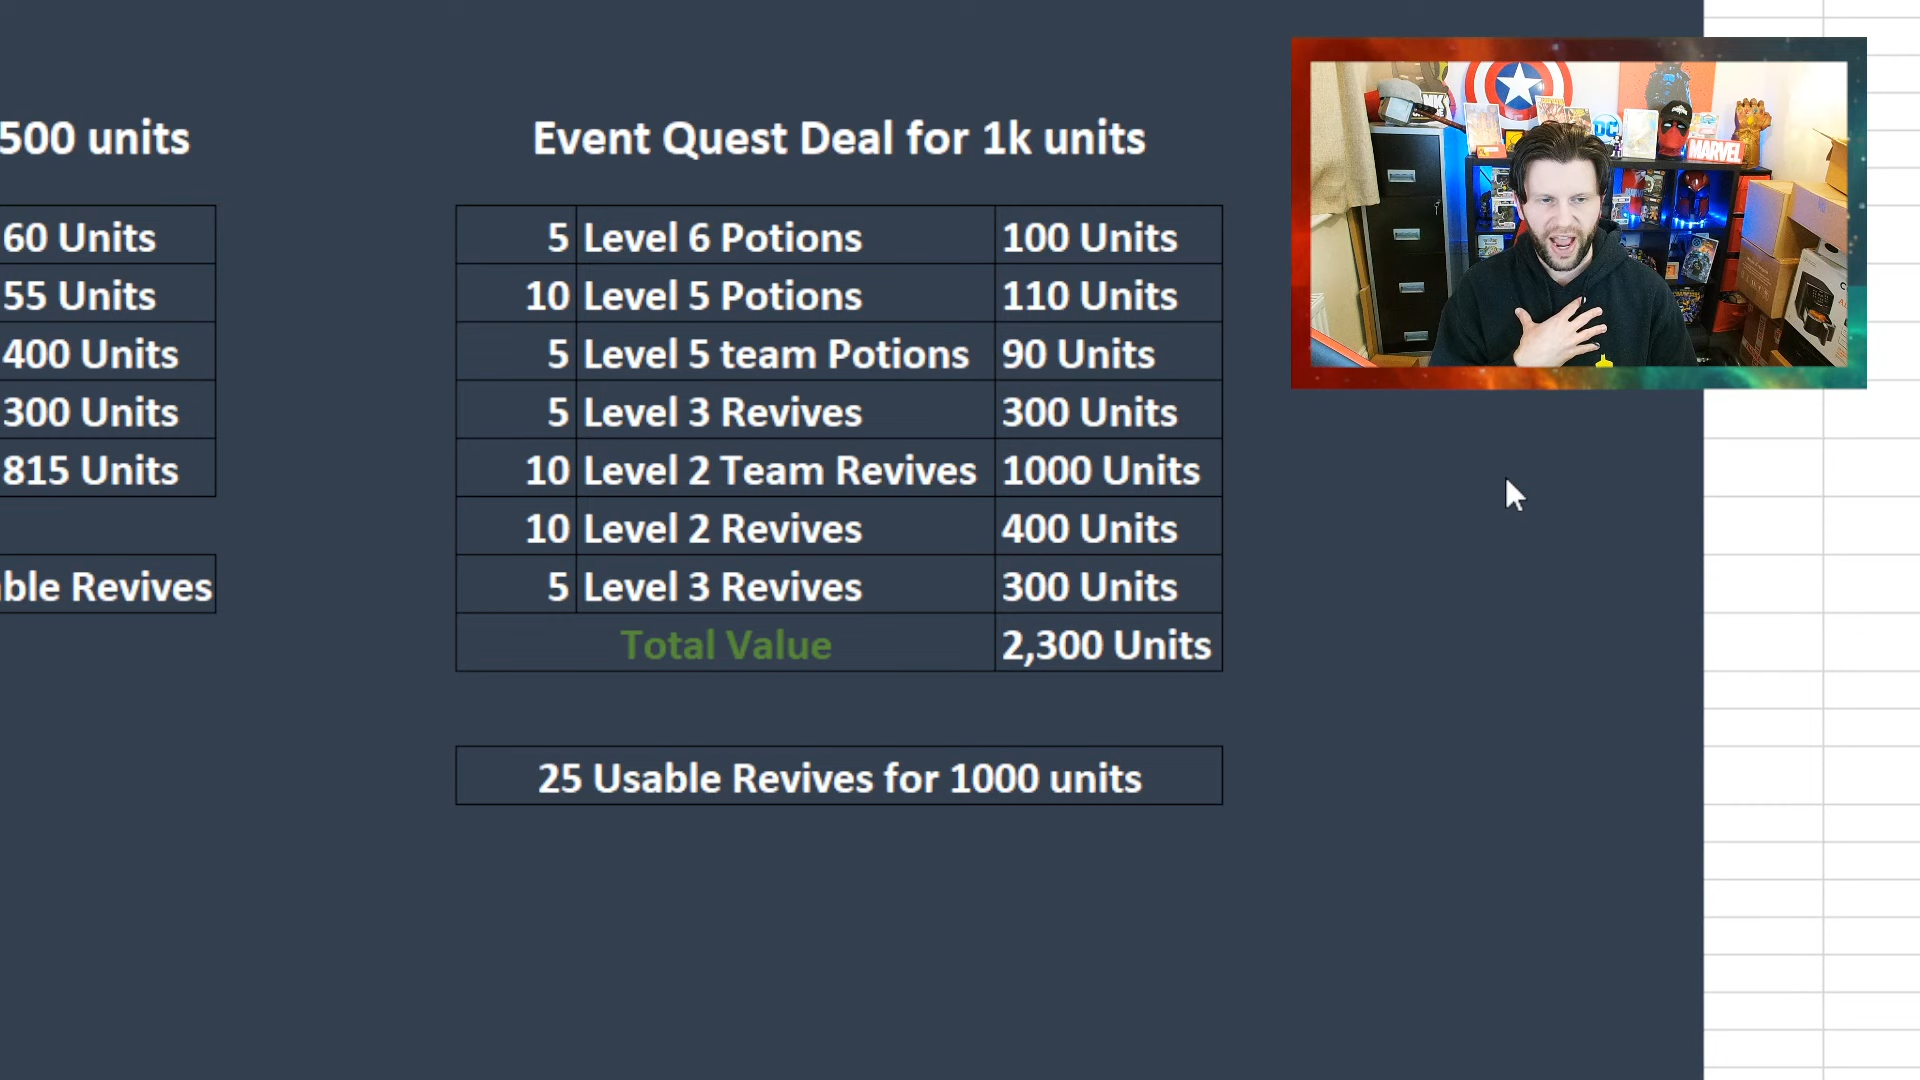 500 units
60 Units
55 Units
400 Units
300 Units
815 Units
ble Revives
Event Quest Deal for 1k units
5 Level 6 Potions 100 Units
10 Level 5 Potions 110 Units
5 Level 5 team Potions 90 Units
5 Level 3 Revives 300 Units
10 Level 2 Team Revives 1000 Units
10 Level 2 Revives 400 Units
5 Level 3 Revives 300 Units
Total Value 2,300 Units
25 Usable Revives for 1000 units
DC
MARVEL